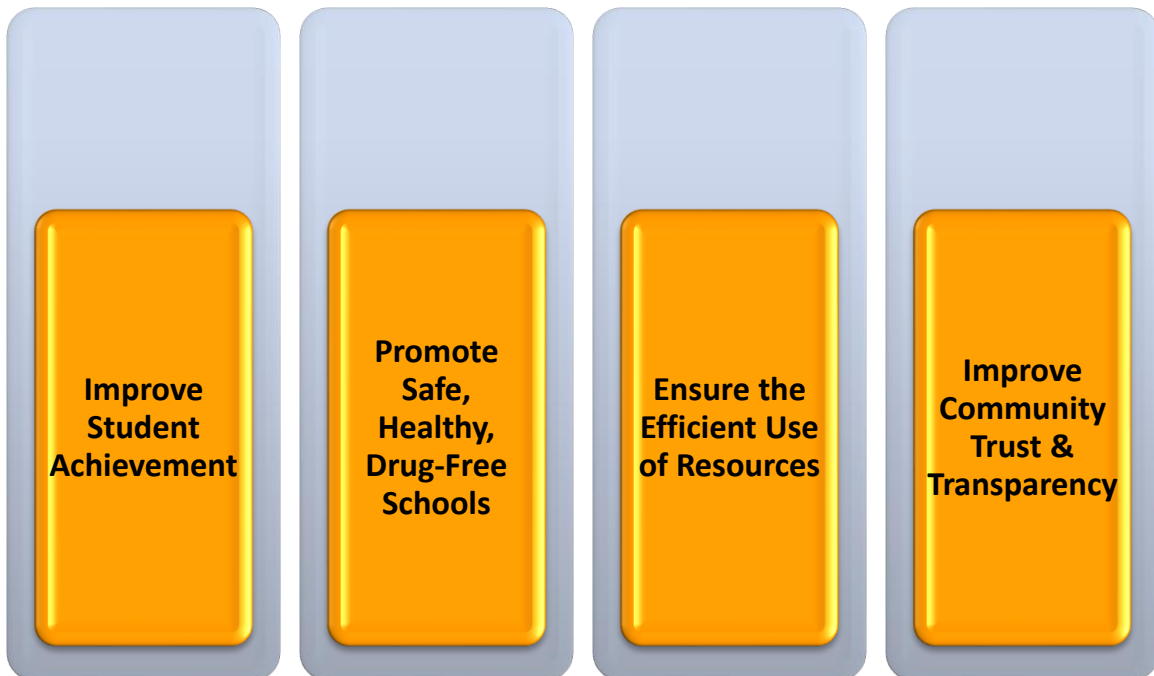 Improve
Student
Achievement
Promote
Safe,
Healthy,
Drug-Free
Schools
Ensure the
Efficient Use
of Resources
Improve
Community
Trust &
Transparency